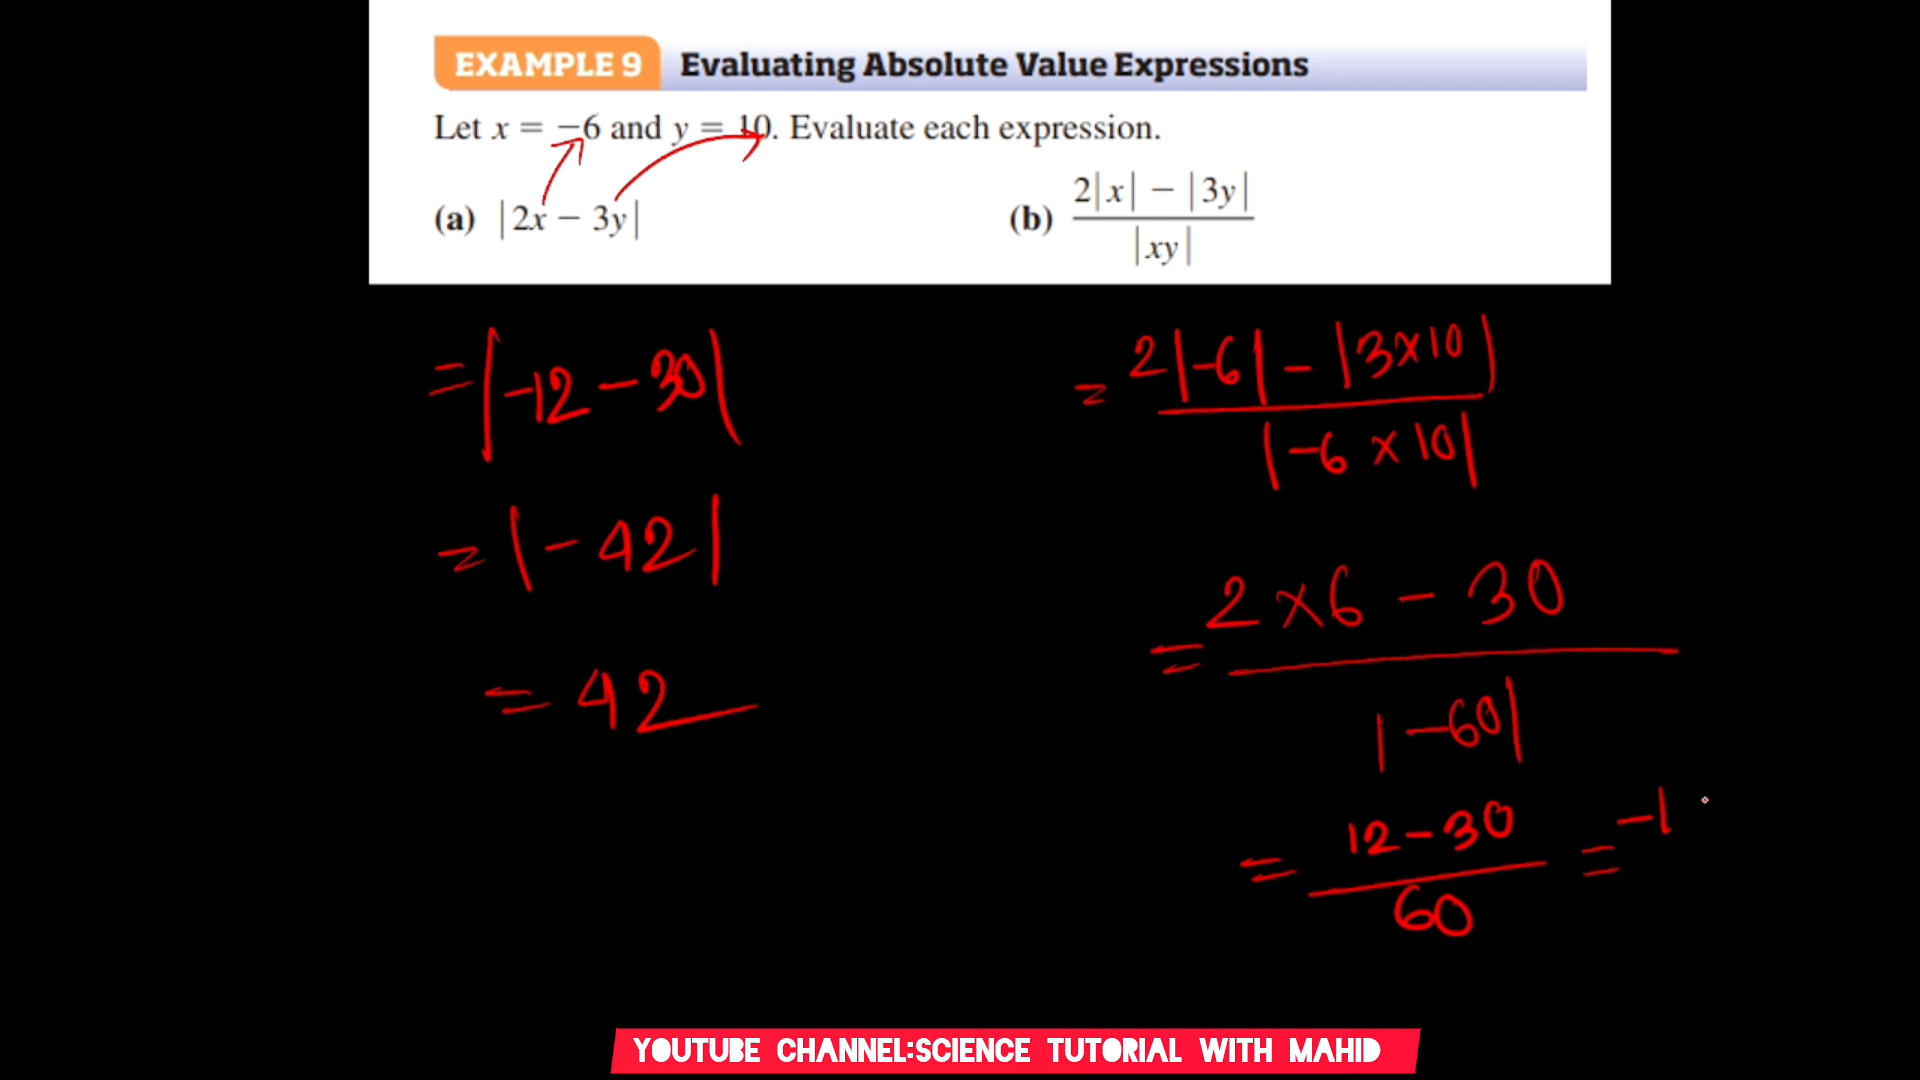 EXAMPLE 9 Evaluating Absolute Value Expressions
Let x = −6 and y = 10. Evaluate each expression.
(a) |2x − 3y|
(b) 2|x| − |3y|
|xy|
= |-12 - 30|
= |-42|
= 42
= 2|-6| - |3×10|
|-6 × 10|
= 2×6 - 30
|-60|
= 12-30 = -1
60
YOUTUBE CHANNEL:SCIENCE TUTORIAL WITH MAHID